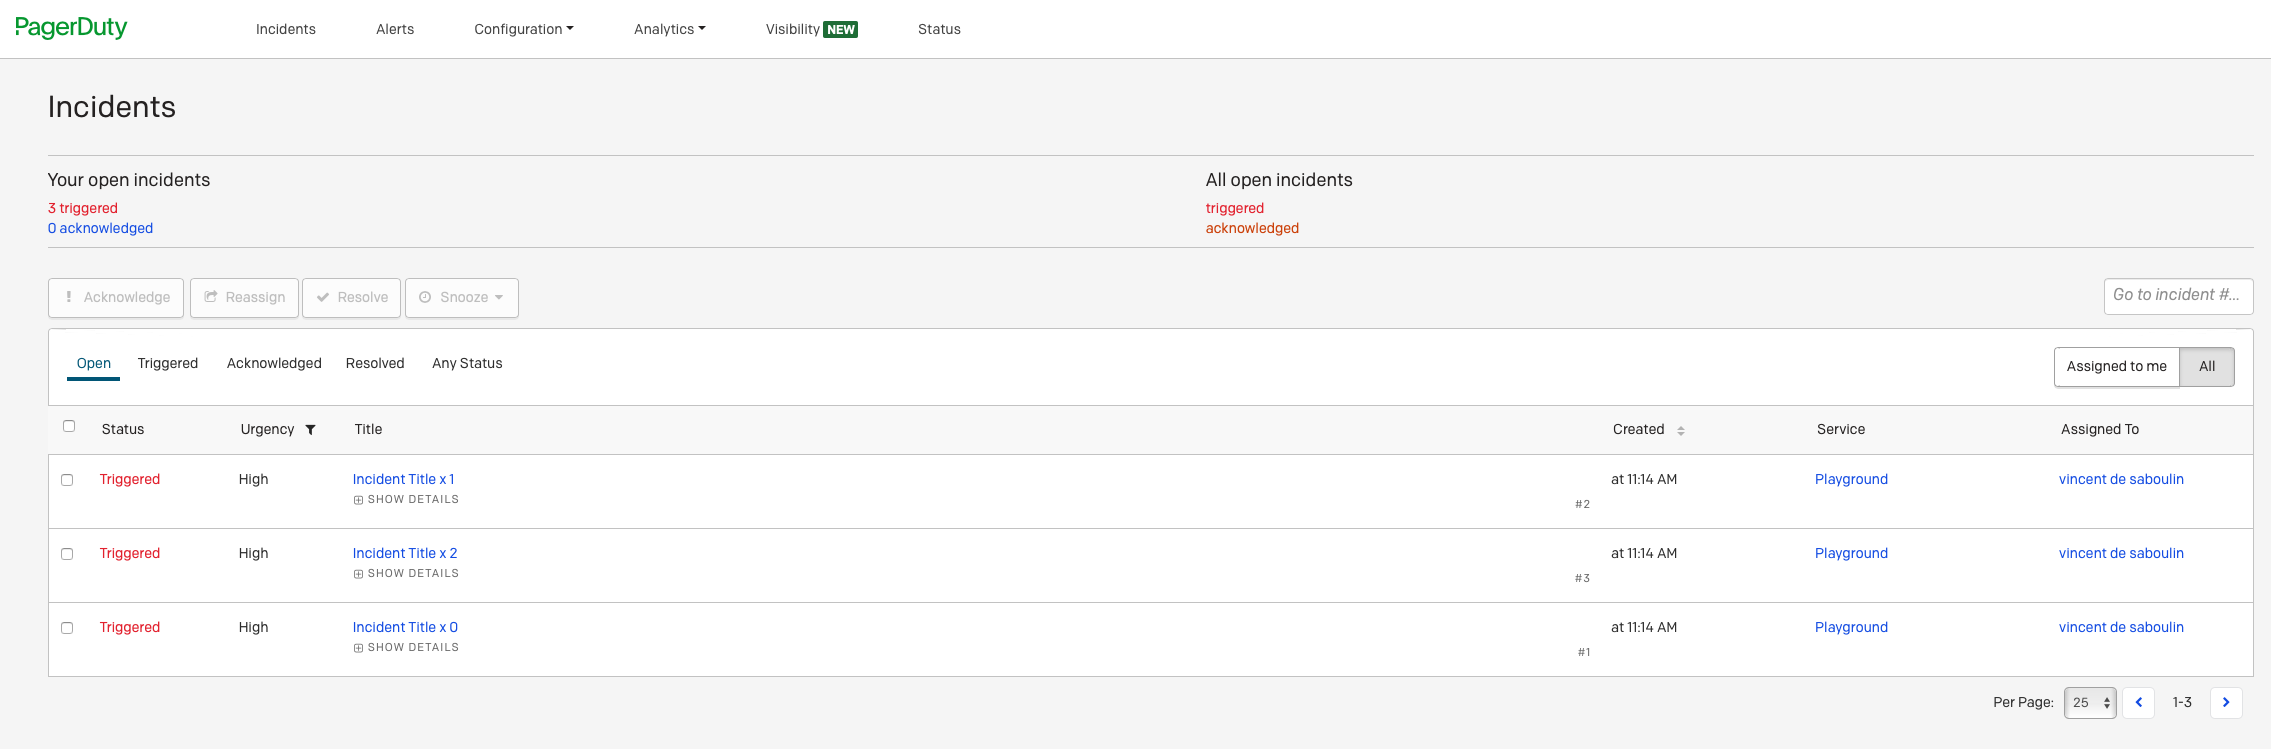 PagerDuty Incidents Alerts Configuration Analytics Visibility NEW Status
Incidents
Your open incidents All open incidents
3 triggered triggered
0 acknowledged acknowledged
Acknowledge Reassign Resolve Snooze Go to incident #...
Open Triggered Acknowledged Resolved Any Status Assigned to me All
Status Urgency Title Created Service Assigned To
Triggered High Incident Title x 1 at 11:14 AM Playground vincent de saboulin
SHOW DETAILS #2
Triggered High Incident Title x 2 at 11:14 AM Playground vincent de saboulin
SHOW DETAILS #3
Triggered High Incident Title x 0 at 11:14 AM Playground vincent de saboulin
SHOW DETAILS #1
Per Page: 25 1-3